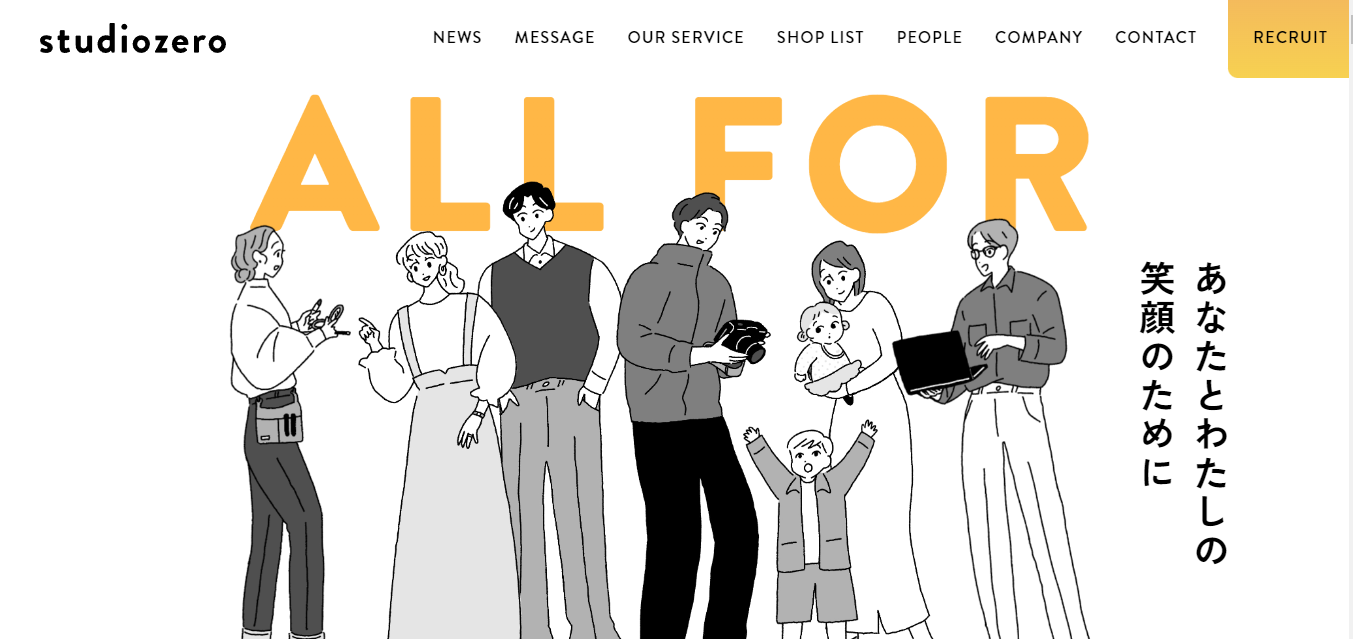 studiozero
NEWS
MESSAGE
OUR SERVICE
SHOP LIST
PEOPLE
COMPANY
CONTACT
RECRUIT
ALL FOR
あなたとわたしの
笑顔のために